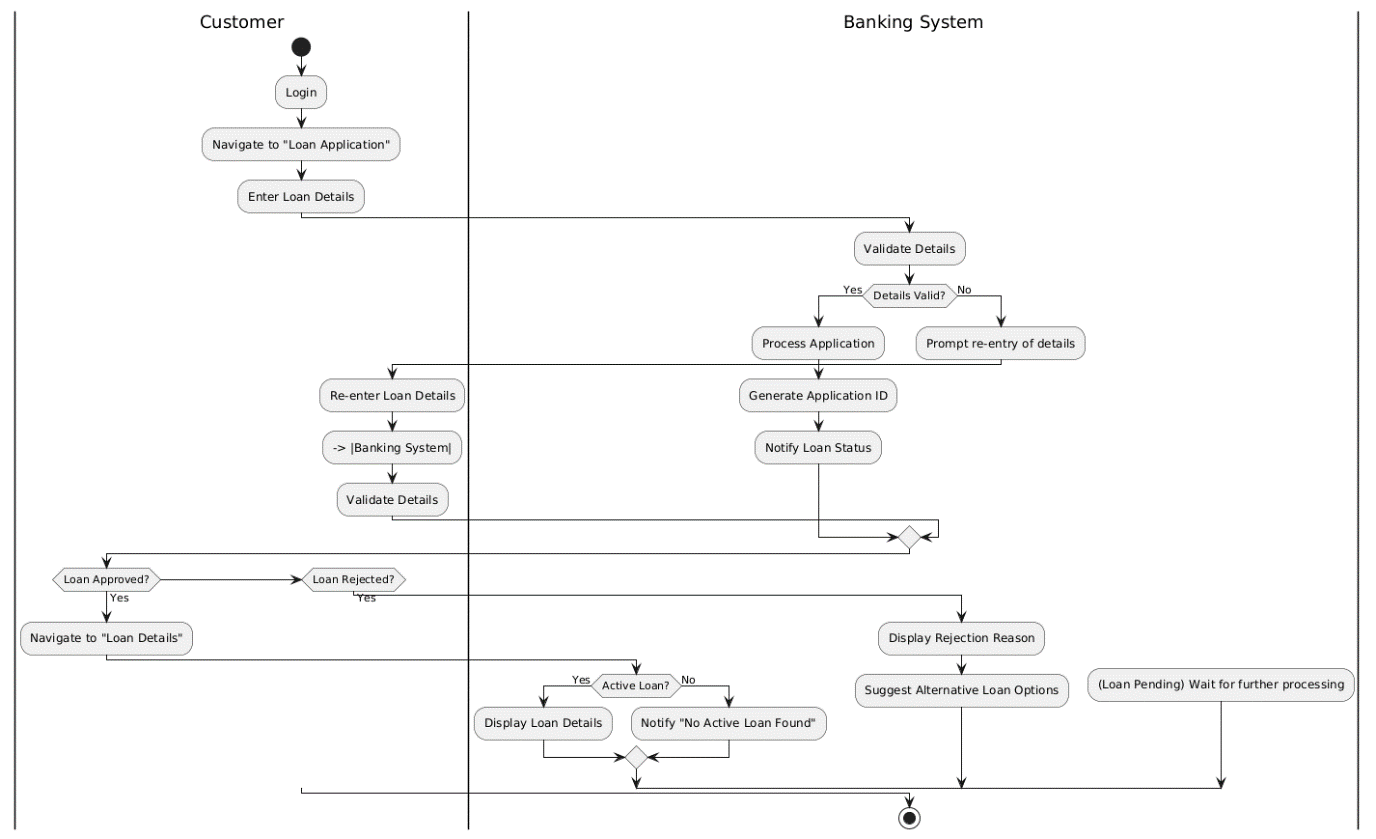 Customer
Banking System
Login
Navigate to "Loan Application"
Enter Loan Details
Validate Details
Yes
Details Valid?
No
Process Application
Prompt re-entry of details
Re-enter Loan Details
Generate Application ID
-> |Banking System|
Notify Loan Status
Validate Details
Loan Approved?
Loan Rejected?
Yes
Yes
Navigate to "Loan Details"
Display Rejection Reason
Yes
Active Loan?
No
Suggest Alternative Loan Options
(Loan Pending) Wait for further processing
Display Loan Details
Notify "No Active Loan Found"